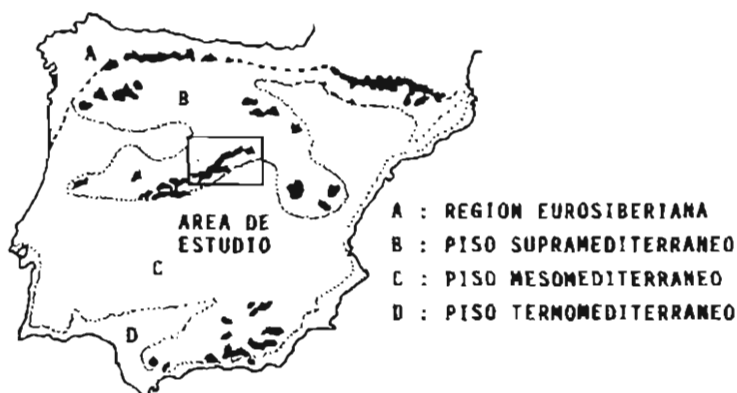 A
B
AREA DE
ESTUDIO
C
D
A : REGION EUROSIBERIANA
B : PISO SUPRAMEDITERRANEO
C : PISO MESOMEDITERRANEO
D : PISO TERMOMEDITERRANEO